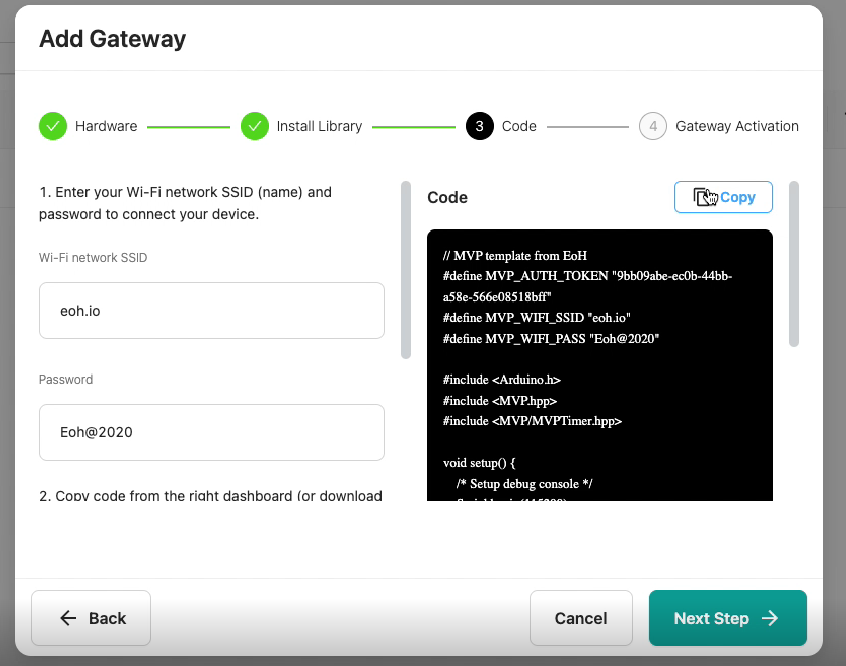 Add Gateway
Hardware
Install Library
3 Code
4 Gateway Activation
1. Enter your Wi-Fi network SSID (name) and
password to connect your device.
Wi-Fi network SSID
eoh.io
Password
Eoh@2020
2. Copy code from the right dashboard (or download
Code
Copy
// MVP template from EoH
#define MVP_AUTH_TOKEN "9bb09abe-ec0b-44bb-
a58e-566e08518bff"
#define MVP_WIFI_SSID "eoh.io"
#define MVP_WIFI_PASS "Eoh@2020"
#include <Arduino.h>
#include <MVP.hpp>
#include <MVP/MVPTimer.hpp>
void setup() {
/* Setup debug console */
Back
Cancel
Next Step